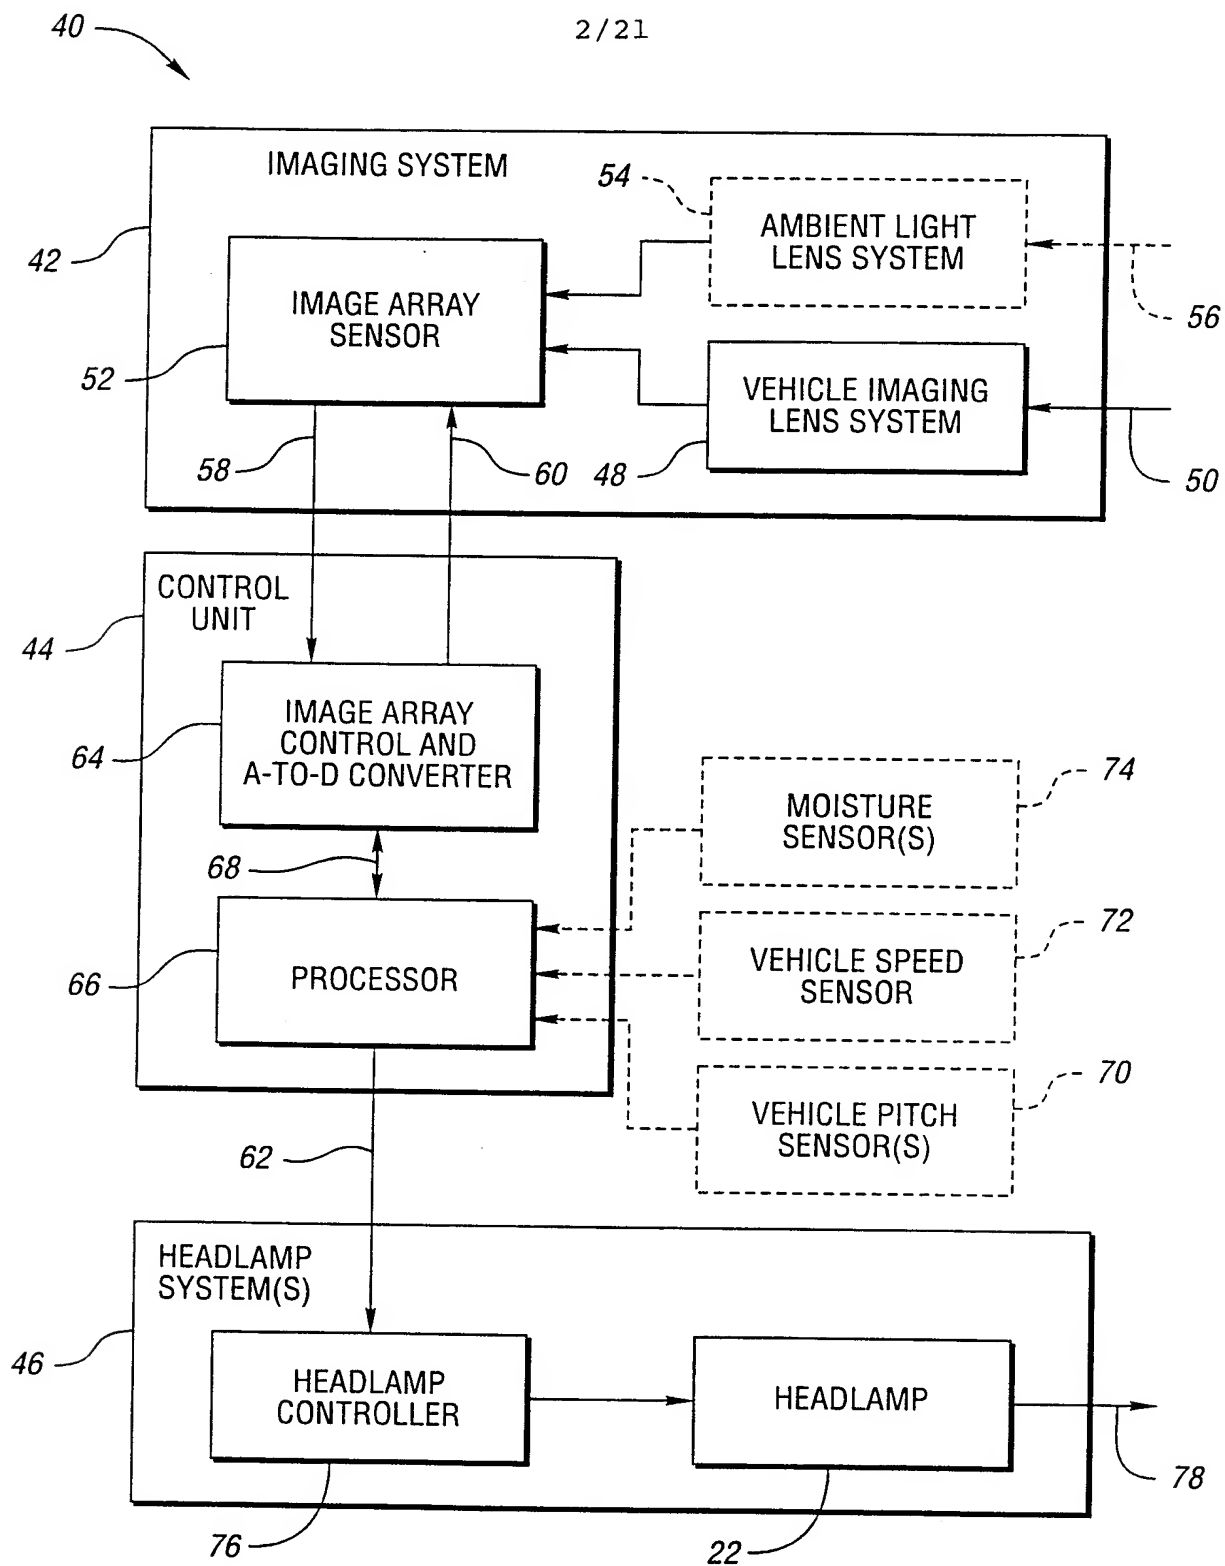 40
2/21
IMAGING SYSTEM
54
AMBIENT LIGHT
LENS SYSTEM
42
IMAGE ARRAY
SENSOR
56
52
VEHICLE IMAGING
LENS SYSTEM
58
60
48
50
CONTROL
UNIT
44
IMAGE ARRAY
CONTROL AND
A-TO-D CONVERTER
64
74
MOISTURE
SENSOR(S)
68
72
VEHICLE SPEED
SENSOR
66
PROCESSOR
70
VEHICLE PITCH
SENSOR(S)
62
HEADLAMP
SYSTEM(S)
46
HEADLAMP
CONTROLLER
HEADLAMP
78
76
22